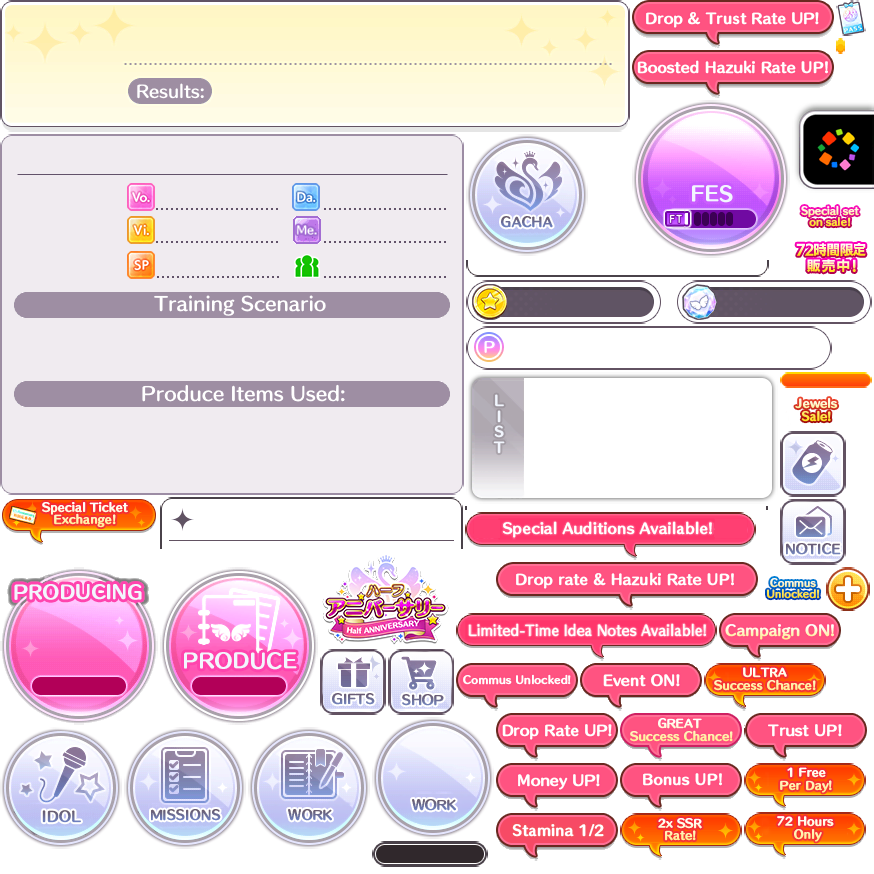 Drop & Trust Rate UP!
PASS
Boosted Hazuki Rate UP!
Results:
Vo.
Da.
Vi.
Me.
SP
GACHA
FES
FT
Special set
on sale!
72時間限定
販売中!
Training Scenario
P
Produce Items Used:
LIST
Jewels
Sale!
Special Ticket
Exchange!
Special Auditions Available!
NOTICE
Drop rate & Hazuki Rate UP!
Commus
Unlocked!
PRODUCING
PRODUCE
ハーフ
アニバーサリー
Half ANNIVERSARY
Limited-Time Idea Notes Available!
Campaign ON!
GIFTS
SHOP
Commus Unlocked!
Event ON!
ULTRA
Success Chance!
Drop Rate UP!
GREAT
Success Chance!
Trust UP!
IDOL
MISSIONS
WORK
WORK
Money UP!
Bonus UP!
1 Free
Per Day!
Stamina 1/2
2x SSR
Rate!
72 Hours
Only